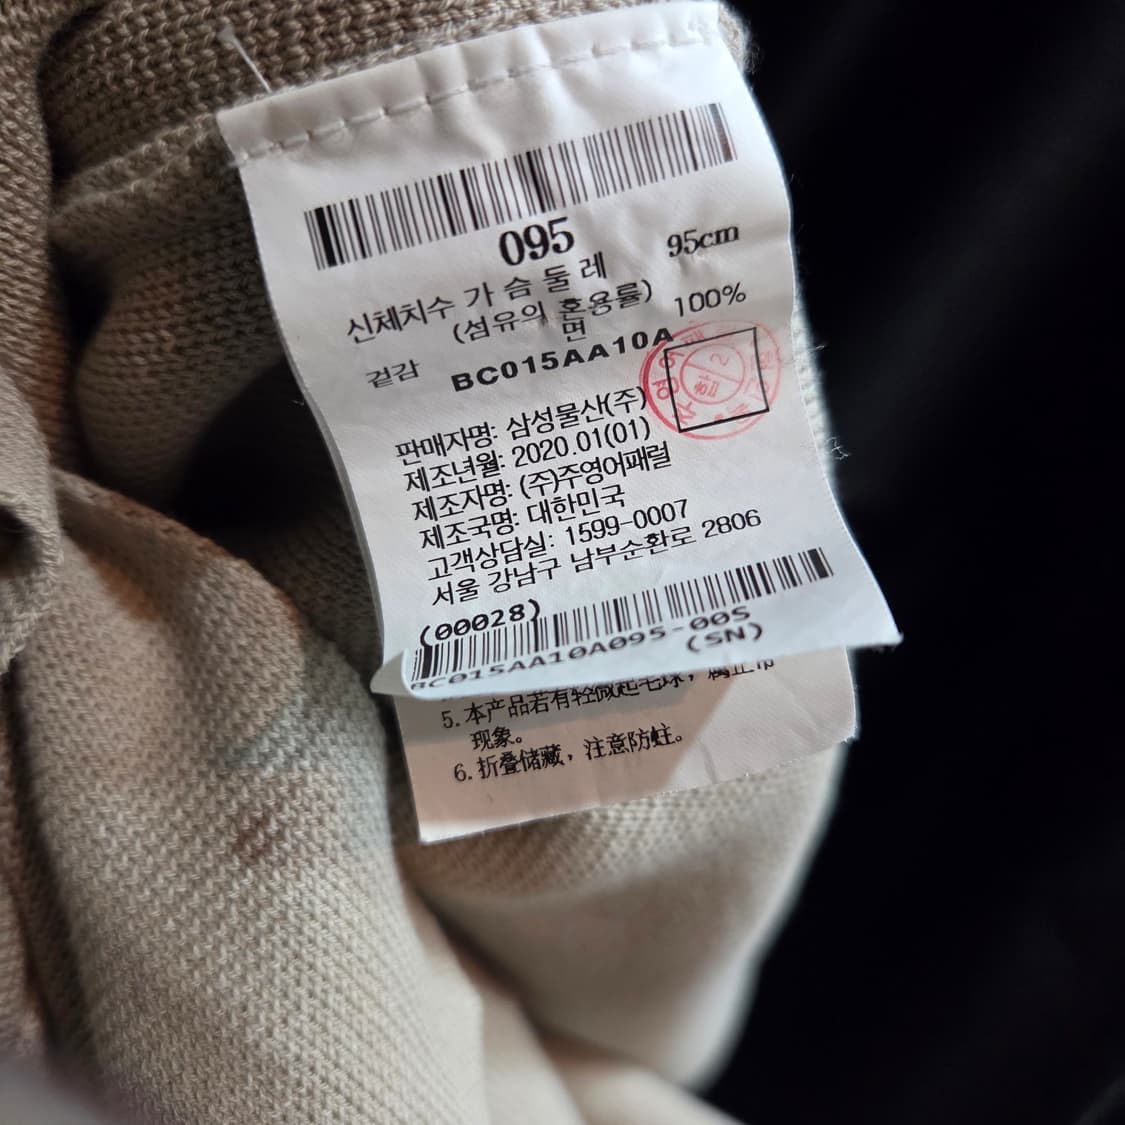 095
신체치수 가 슴 둘 레 95cm
(섬유의 혼용률)
겉감 면 100%
BC015AA10A
판매자명: 삼성물산(주)
제조년월: 2020.01(01)
제조자명: (주)주영어패럴
제조국명: 대한민국
고객상담실: 1599-0007
서울 강남구 남부순환로 2806
(00028)
BC015AA10A095-00S
(SN)
5. 本产品若有轻微起毛球，属正常
现象。
6. 折叠储藏，注意防蛀。